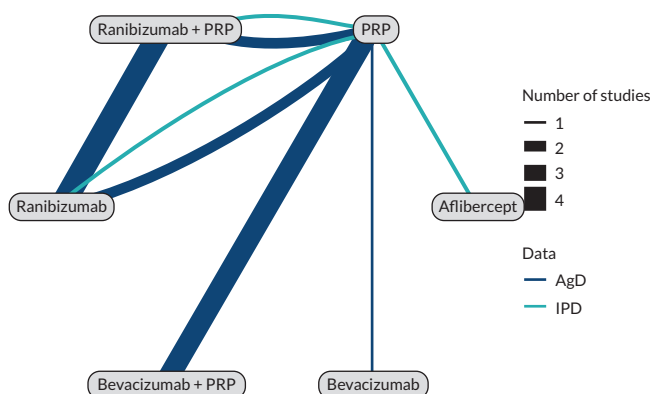 Ranibizumab + PRP
PRP
Number of studies
1
2
3
4
Ranibizumab
Aflibercept
Data
AgD
IPD
Bevacizumab + PRP
Bevacizumab